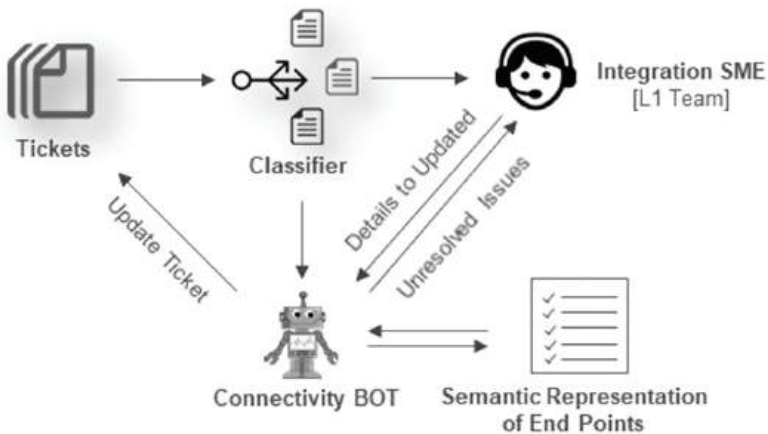 Tickets
Classifier
Integration SME
[L1 Team]
Update Ticket
Details to Updated
Unresolved Issues
Connectivity BOT
Semantic Representation
of End Points